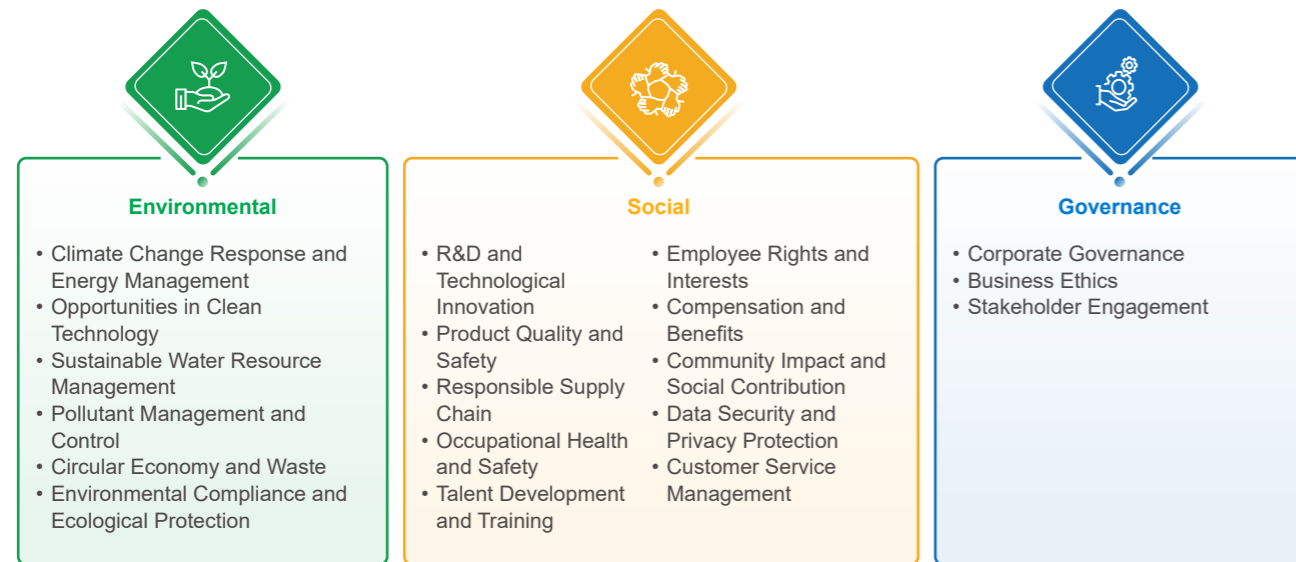 Environmental
• Climate Change Response and
Energy Management
• Opportunities in Clean
Technology
• Sustainable Water Resource
Management
• Pollutant Management and
Control
• Circular Economy and Waste
• Environmental Compliance and
Ecological Protection
Social
• R&D and
Technological
Innovation
• Product Quality and
Safety
• Responsible Supply
Chain
• Occupational Health
and Safety
• Talent Development
and Training
• Employee Rights and
Interests
• Compensation and
Benefits
• Community Impact and
Social Contribution
• Data Security and
Privacy Protection
• Customer Service
Management
Governance
• Corporate Governance
• Business Ethics
• Stakeholder Engagement